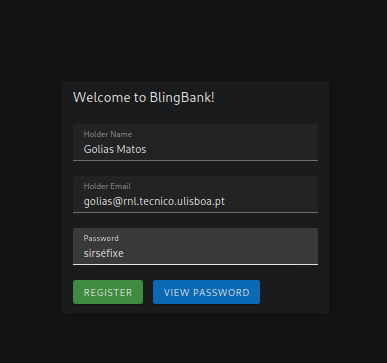 Welcome to BlingBank!
Holder Name
Golias Matos
Holder Email
golias@rnl.tecnico.ulisboa.pt
Password
sirsefixe
REGISTER
VIEW PASSWORD